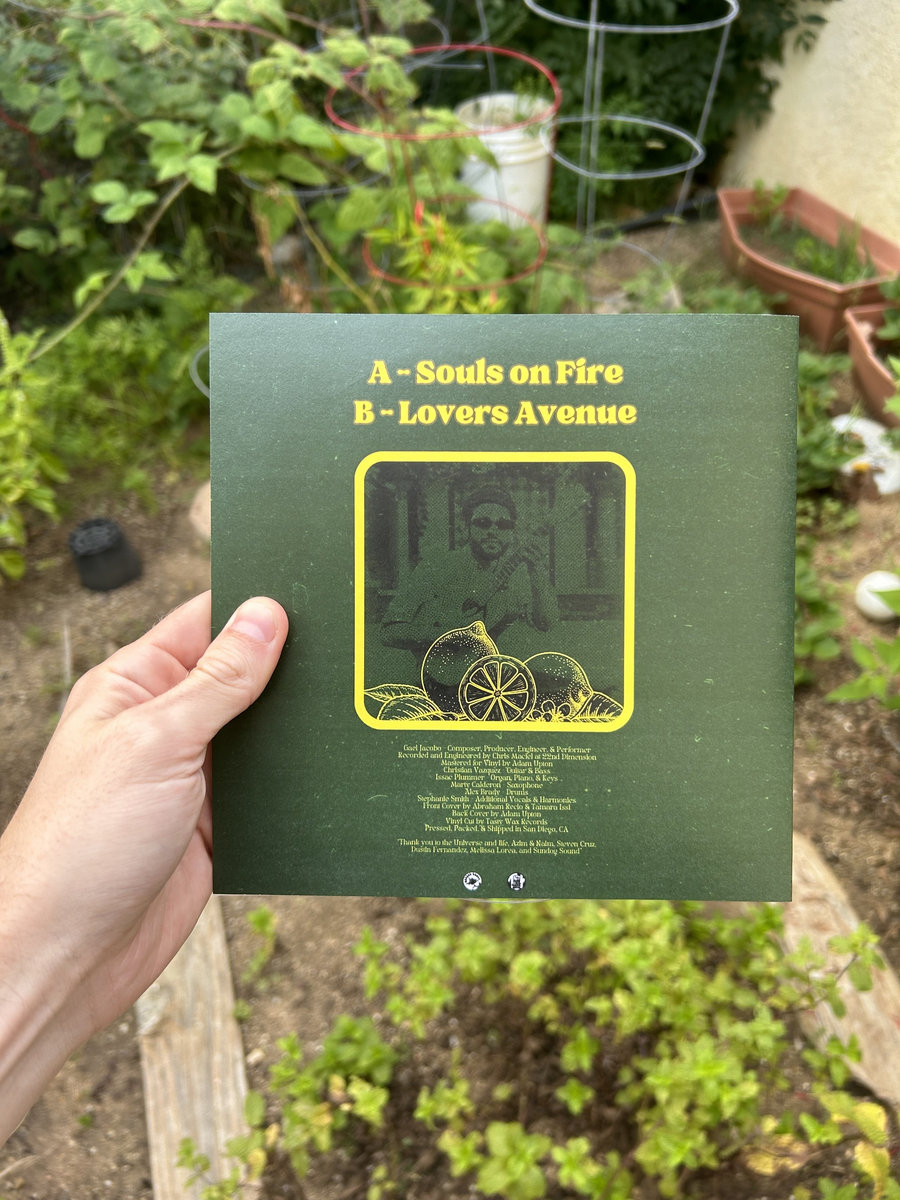 A - Souls on Fire
B - Lovers Avenue
Gael Jacobo - Composer, Producer, Engineer, & Performer
Recorded and Engineered by Chris Maciel at 22nd Dimension
Mastered for Vinyl by Adam Upton
Christian Vazquez - Guitar & Bass
Issac Plummer - Organ, Piano, & Keys
Marty Calderon - Saxophone
Alex Brady - Drums
Stephanie Smith - Additional Vocals & Harmonies
Front Cover by Abraham Recio & Tamara Issi
Back Cover by Adam Upton
Vinyl Cut by Tasty Wax Records
Pressed, Packed, & Shipped in San Diego, CA
"Thank you to the Universe and life, Azim & Naim, Steven Cruz,
Dustin Fernandez, Melissa Lorea, and Sunday Sound"